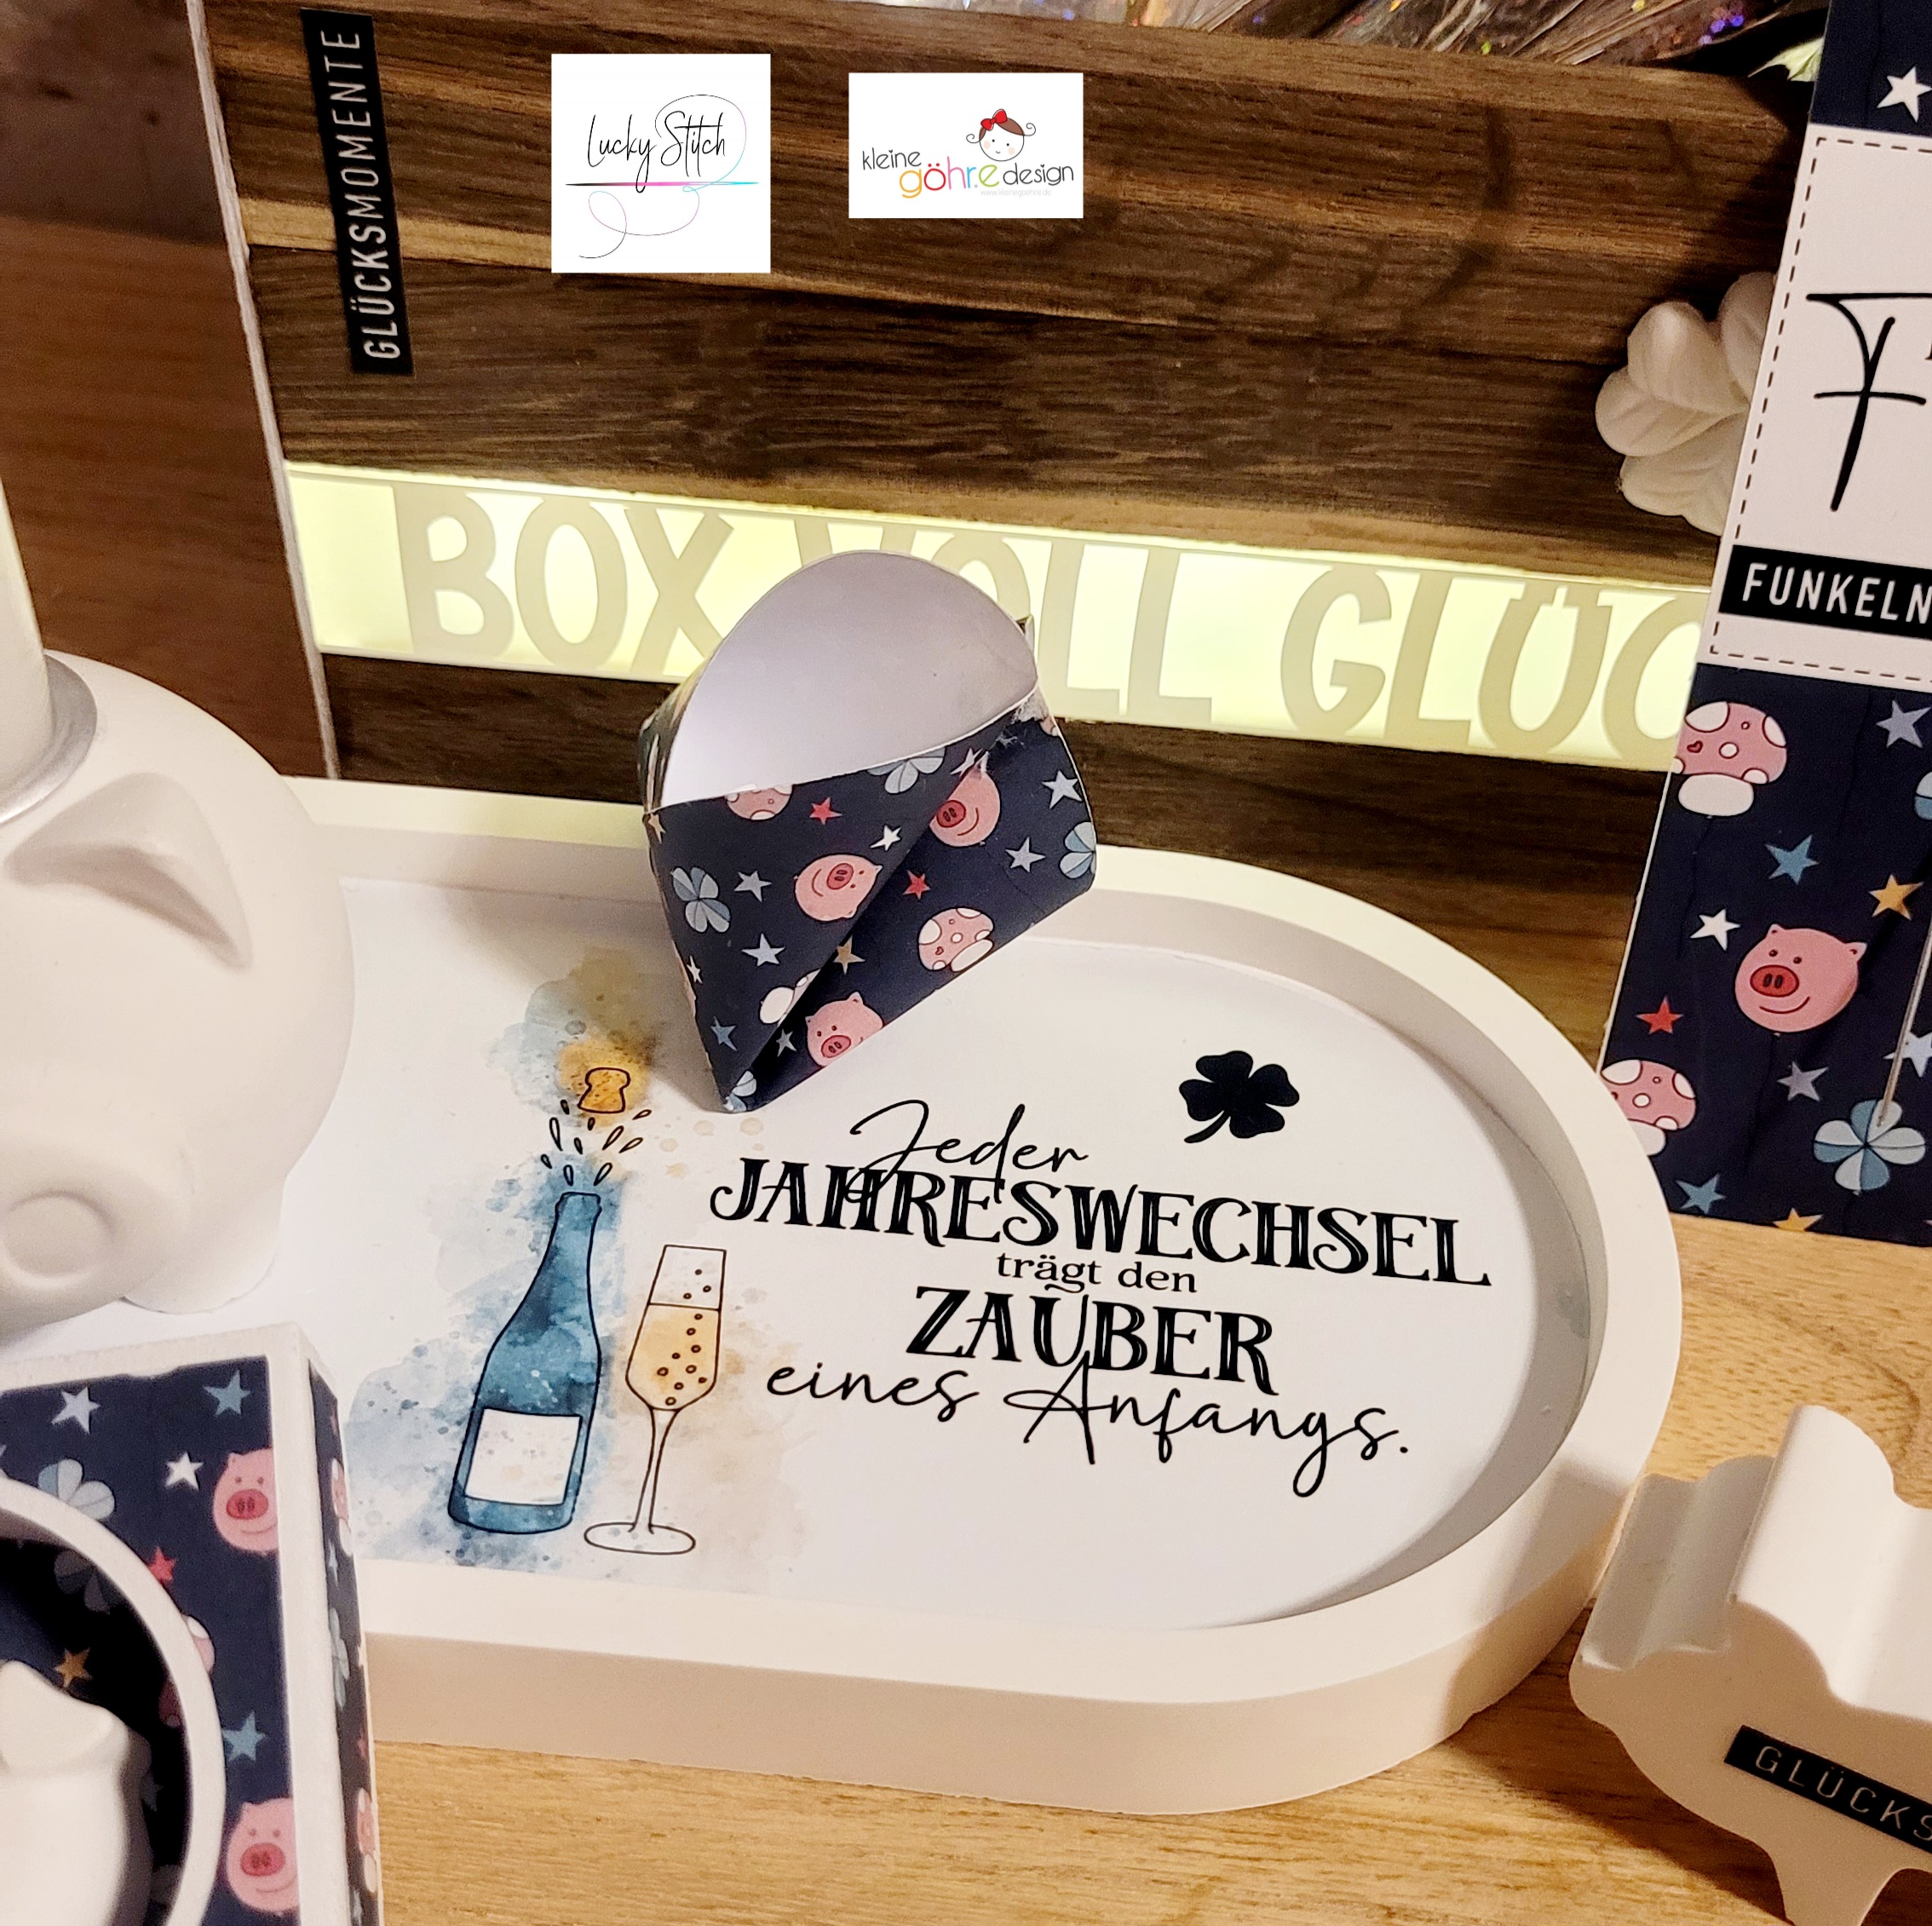 GLÜCKSMOMENTE
Lucky Stitch
kleine
göhr.e design
BOX VOLL GLÜC
FUNKELN
Jeder
JAHRESWECHSEL
trägt den
ZAUBER
eines Anfangs.
GLÜCKS